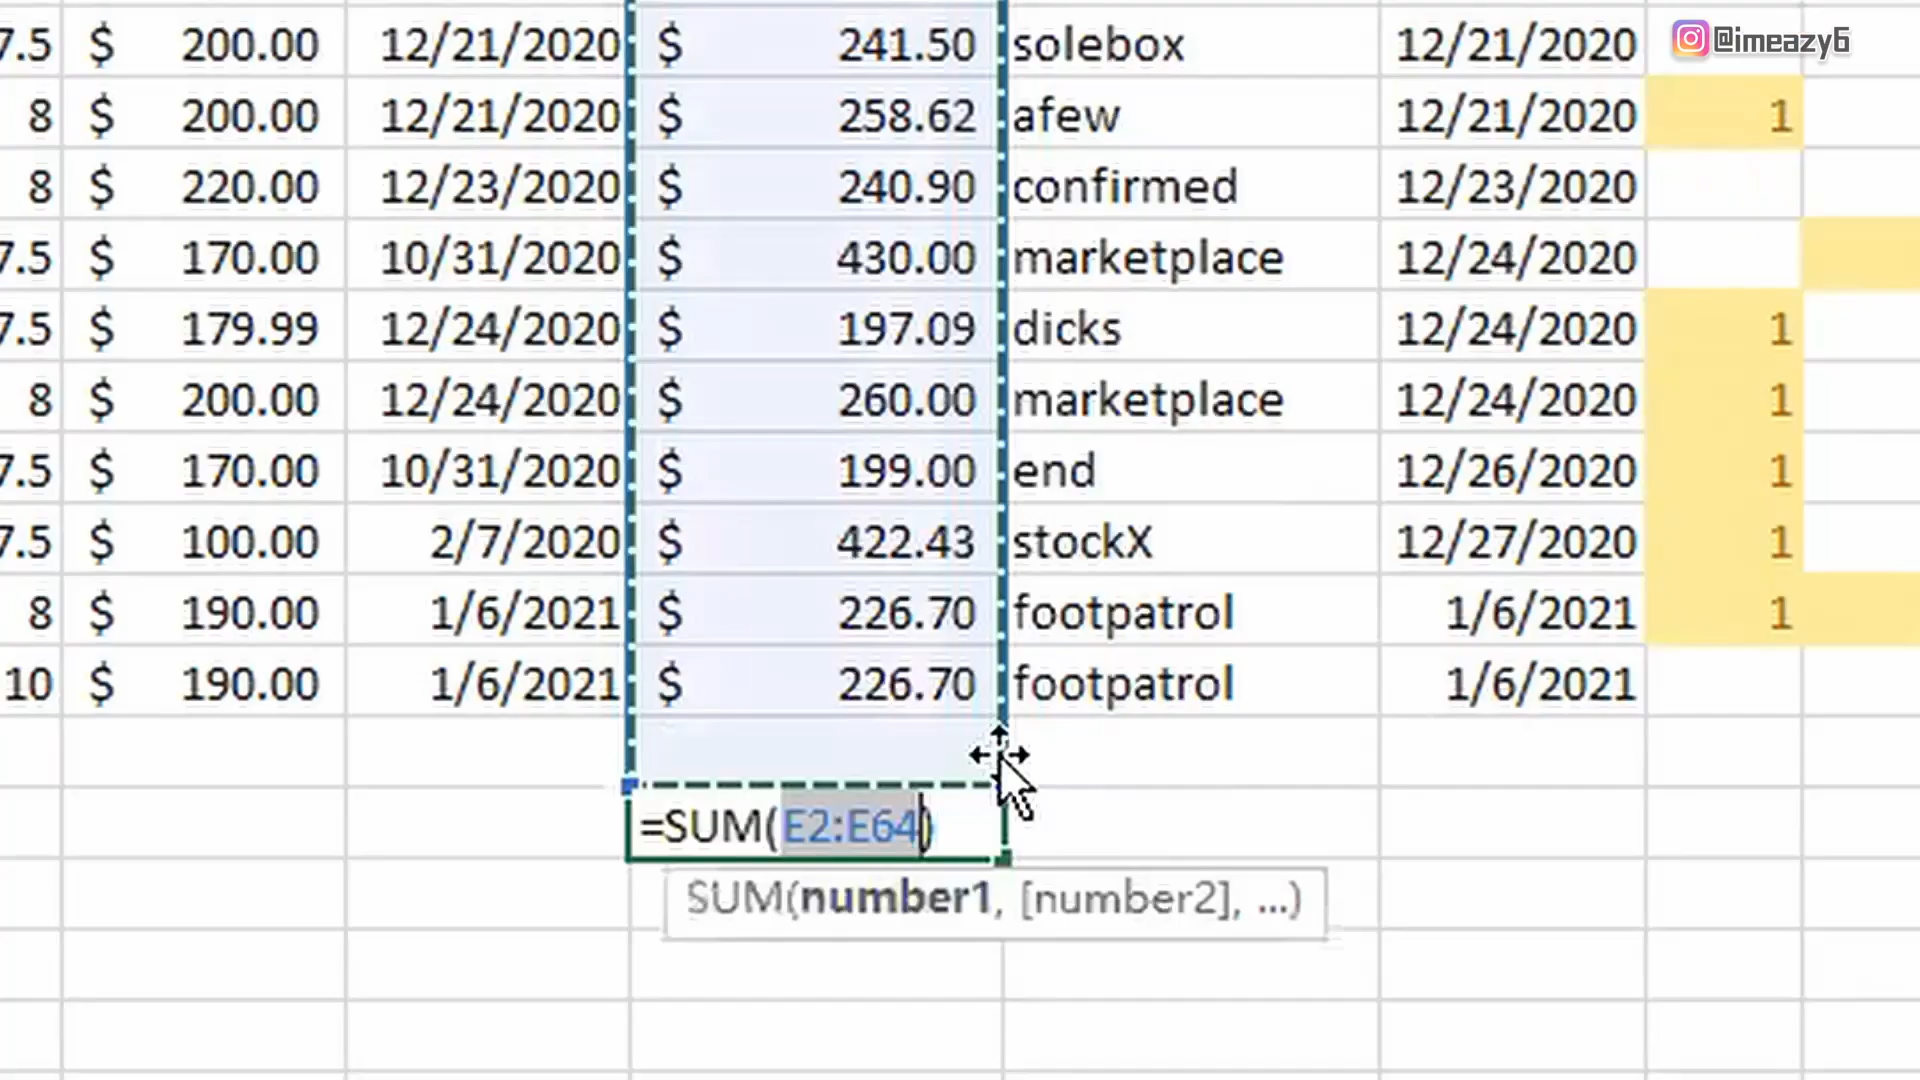 7.5 $ 200.00 12/21/2020 $ 241.50 solebox 12/21/2020 @imeazy6
8 $ 200.00 12/21/2020 $ 258.62 afew 12/21/2020 1
8 $ 220.00 12/23/2020 $ 240.90 confirmed 12/23/2020
7.5 $ 170.00 10/31/2020 $ 430.00 marketplace 12/24/2020
7.5 $ 179.99 12/24/2020 $ 197.09 dicks 12/24/2020 1
8 $ 200.00 12/24/2020 $ 260.00 marketplace 12/24/2020 1
7.5 $ 170.00 10/31/2020 $ 199.00 end 12/26/2020 1
7.5 $ 100.00 2/7/2020 $ 422.43 stockX 12/27/2020 1
8 $ 190.00 1/6/2021 $ 226.70 footpatrol 1/6/2021 1
10 $ 190.00 1/6/2021 $ 226.70 footpatrol 1/6/2021
=SUM(E2:E64)
SUM(number1, [number2], ...)